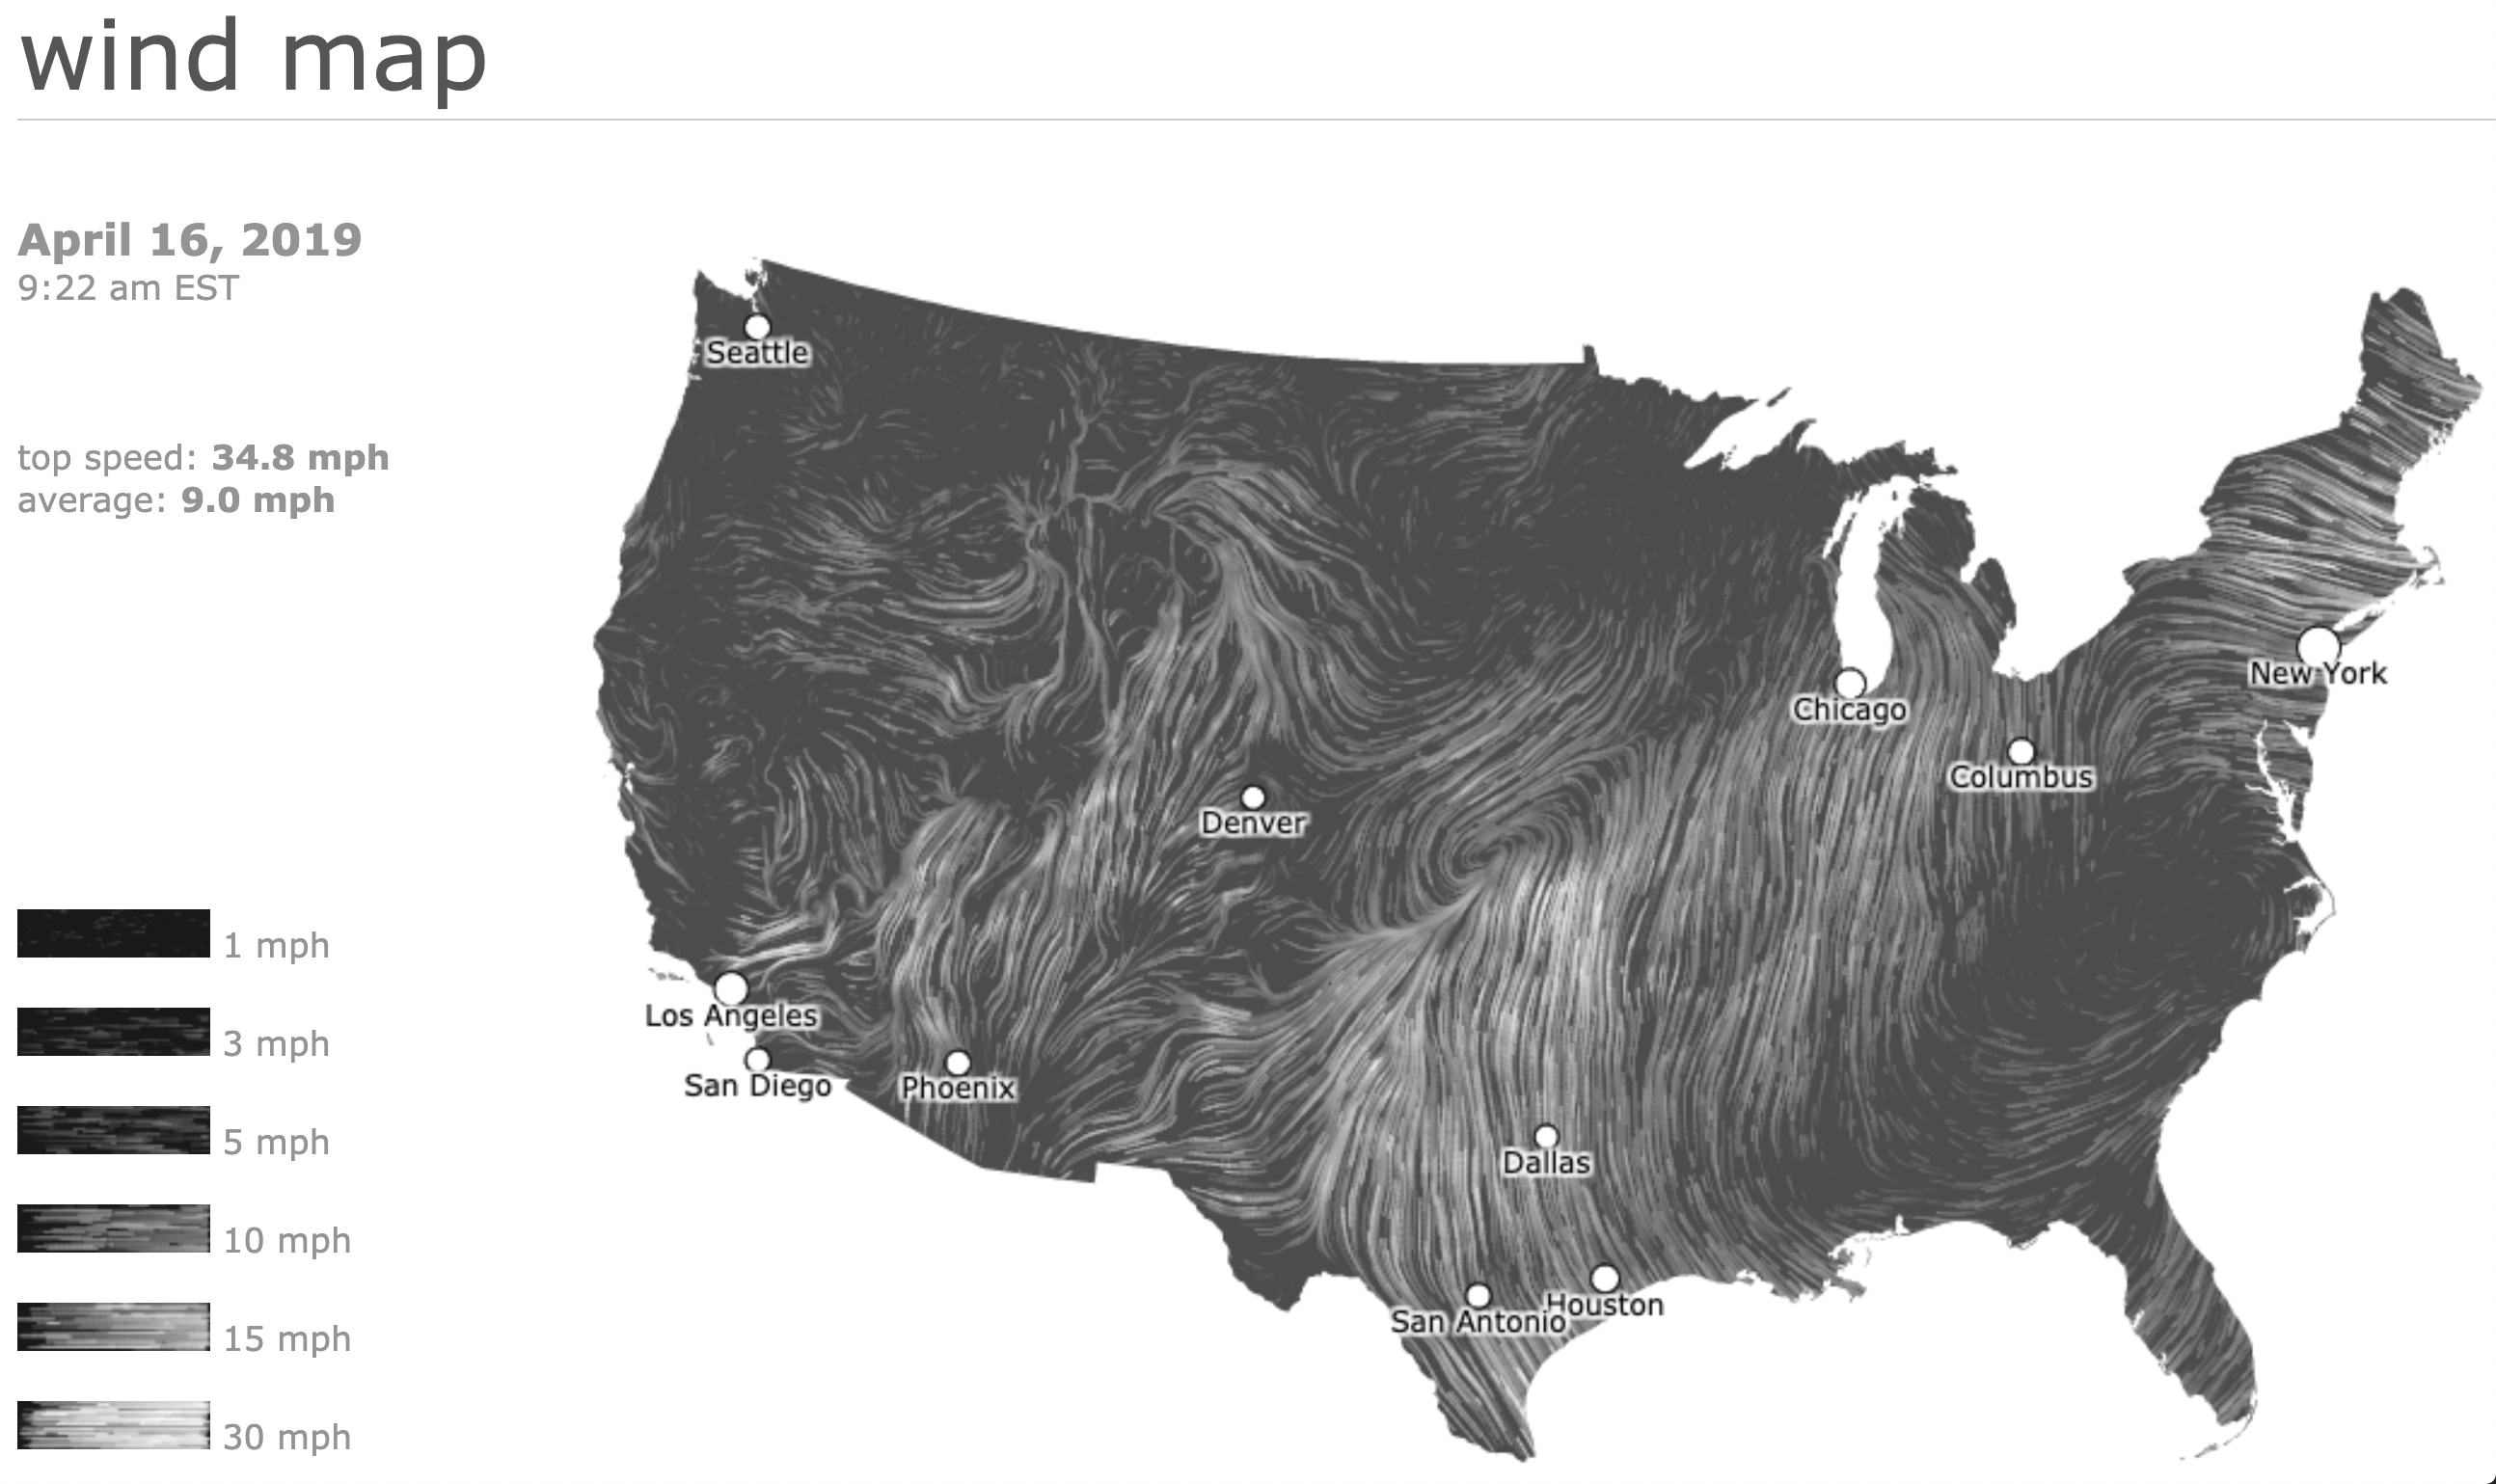 wind map
April 16, 2019
9:22 am EST
top speed: 34.8 mph
average: 9.0 mph
1 mph
3 mph
5 mph
10 mph
15 mph
30 mph
Seattle
New York
Chicago
Columbus
Denver
Los Angeles
San Diego
Phoenix
Dallas
Houston
San Antonio